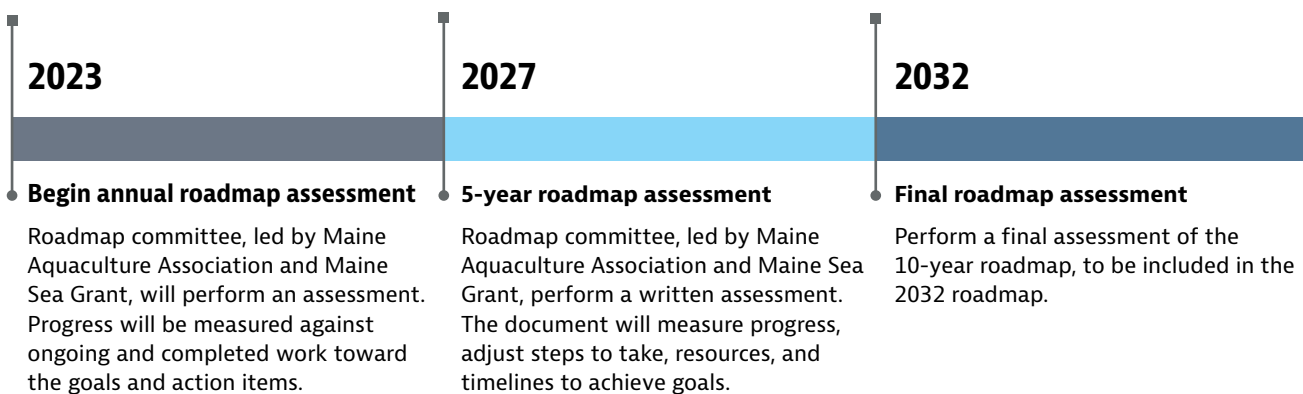 2023
Begin annual roadmap assessment
Roadmap committee, led by Maine
Aquaculture Association and Maine
Sea Grant, will perform an assessment.
Progress will be measured against
ongoing and completed work toward
the goals and action items.
2027
5-year roadmap assessment
Roadmap committee, led by Maine
Aquaculture Association and Maine Sea
Grant, perform a written assessment.
The document will measure progress,
adjust steps to take, resources, and
timelines to achieve goals.
2032
Final roadmap assessment
Perform a final assessment of the
10-year roadmap, to be included in the
2032 roadmap.